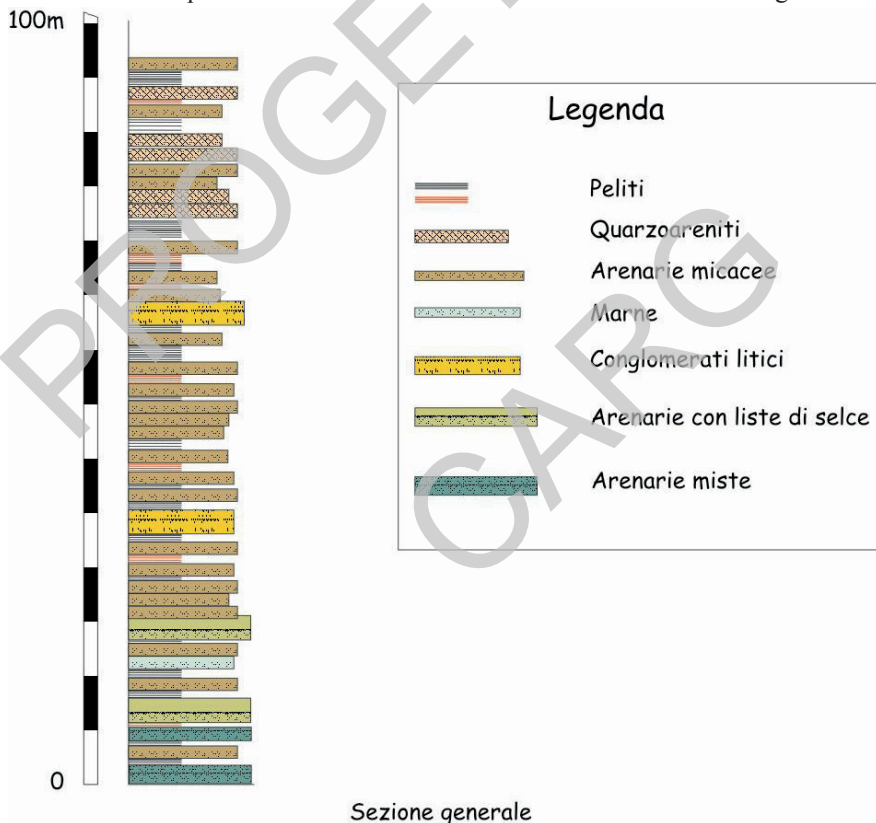 100m
Legenda
Peliti
Quarzoareniti
Arenarie micacee
Marne
Conglomerati litici
Arenarie con liste di selce
Arenarie miste
0
Sezione generale
CARG